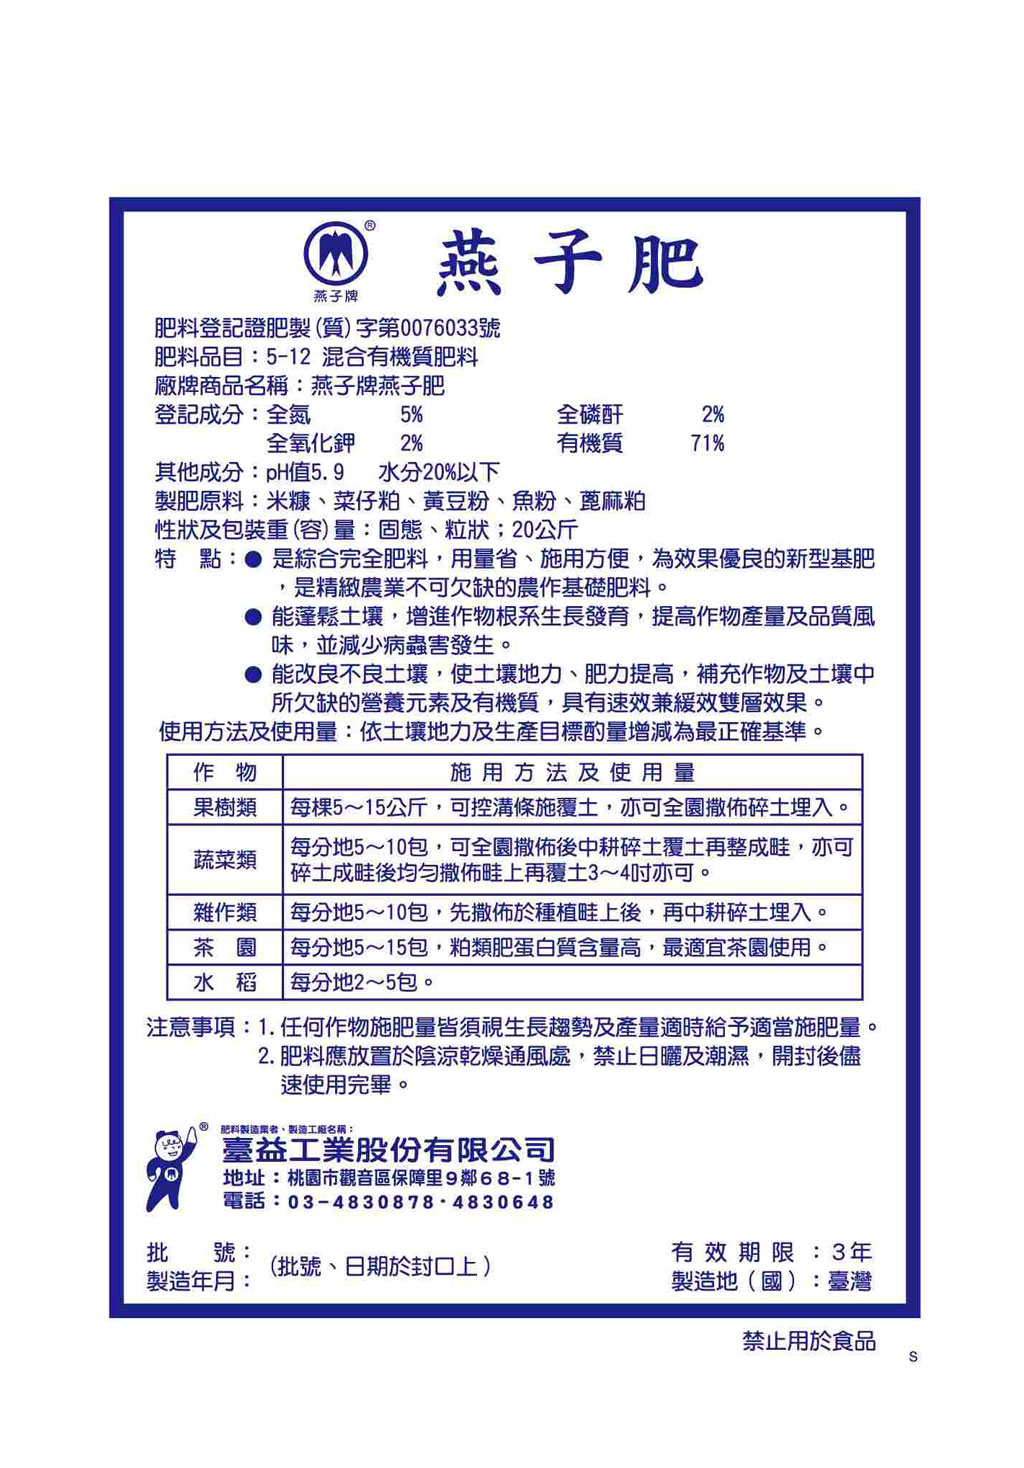 ®
燕子牌
燕子肥
肥料登記證肥製(質)字第0076033號
肥料品目：5-12 混合有機質肥料
廠牌商品名稱：燕子牌燕子肥
登記成分：全氮 5% 全磷酐 2%
全氧化鉀 2% 有機質 71%
其他成分：pH值5.9 水分20%以下
製肥原料：米糠、菜仔粕、黃豆粉、魚粉、蓖麻粕
性狀及包裝重(容)量：固態、粒狀；20公斤
特 點：● 是綜合完全肥料，用量省、施用方便，為效果優良的新型基肥
，是精緻農業不可欠缺的農作基礎肥料。
● 能蓬鬆土壤，增進作物根系生長發育，提高作物產量及品質風
味，並減少病蟲害發生。
● 能改良不良土壤，使土壤地力、肥力提高，補充作物及土壤中
所欠缺的營養元素及有機質，具有速效兼緩效雙層效果。
使用方法及使用量：依土壤地力及生產目標酌量增減為最正確基準。
作 物 施用方法及使用量
果樹類 每棵5～15公斤，可控溝條施覆土，亦可全園撒佈碎土埋入。
蔬菜類 每分地5～10包，可全園撒佈後中耕碎土覆土再整成畦，亦可
碎土成畦後均勻撒佈畦上再覆土3～4吋亦可。
雜作類 每分地5～10包，先撒佈於種植畦上後，再中耕碎土埋入。
茶 園 每分地5～15包，粕類肥蛋白質含量高，最適宜茶園使用。
水 稻 每分地2～5包。
注意事項：1.任何作物施肥量皆須視生長趨勢及產量適時給予適當施肥量。
2.肥料應放置於陰涼乾燥通風處，禁止日曬及潮濕，開封後儘
速使用完畢。
® 肥料製造業者、製造工廠名稱：
臺益工業股份有限公司
地址：桃園市觀音區保障里9鄰68-1號
電話：03-4830878·4830648
批 號：
製造年月：
(批號、日期於封口上)
有效期限：3年
製造地(國)：臺灣
禁止用於食品
S